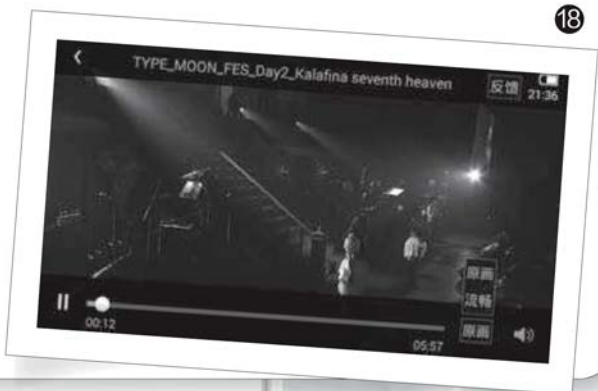 18
TYPE_MOON_FES_Day2_Kalafina seventh heaven
反馈
21:36
原画
流畅
原画
00:12
05:57